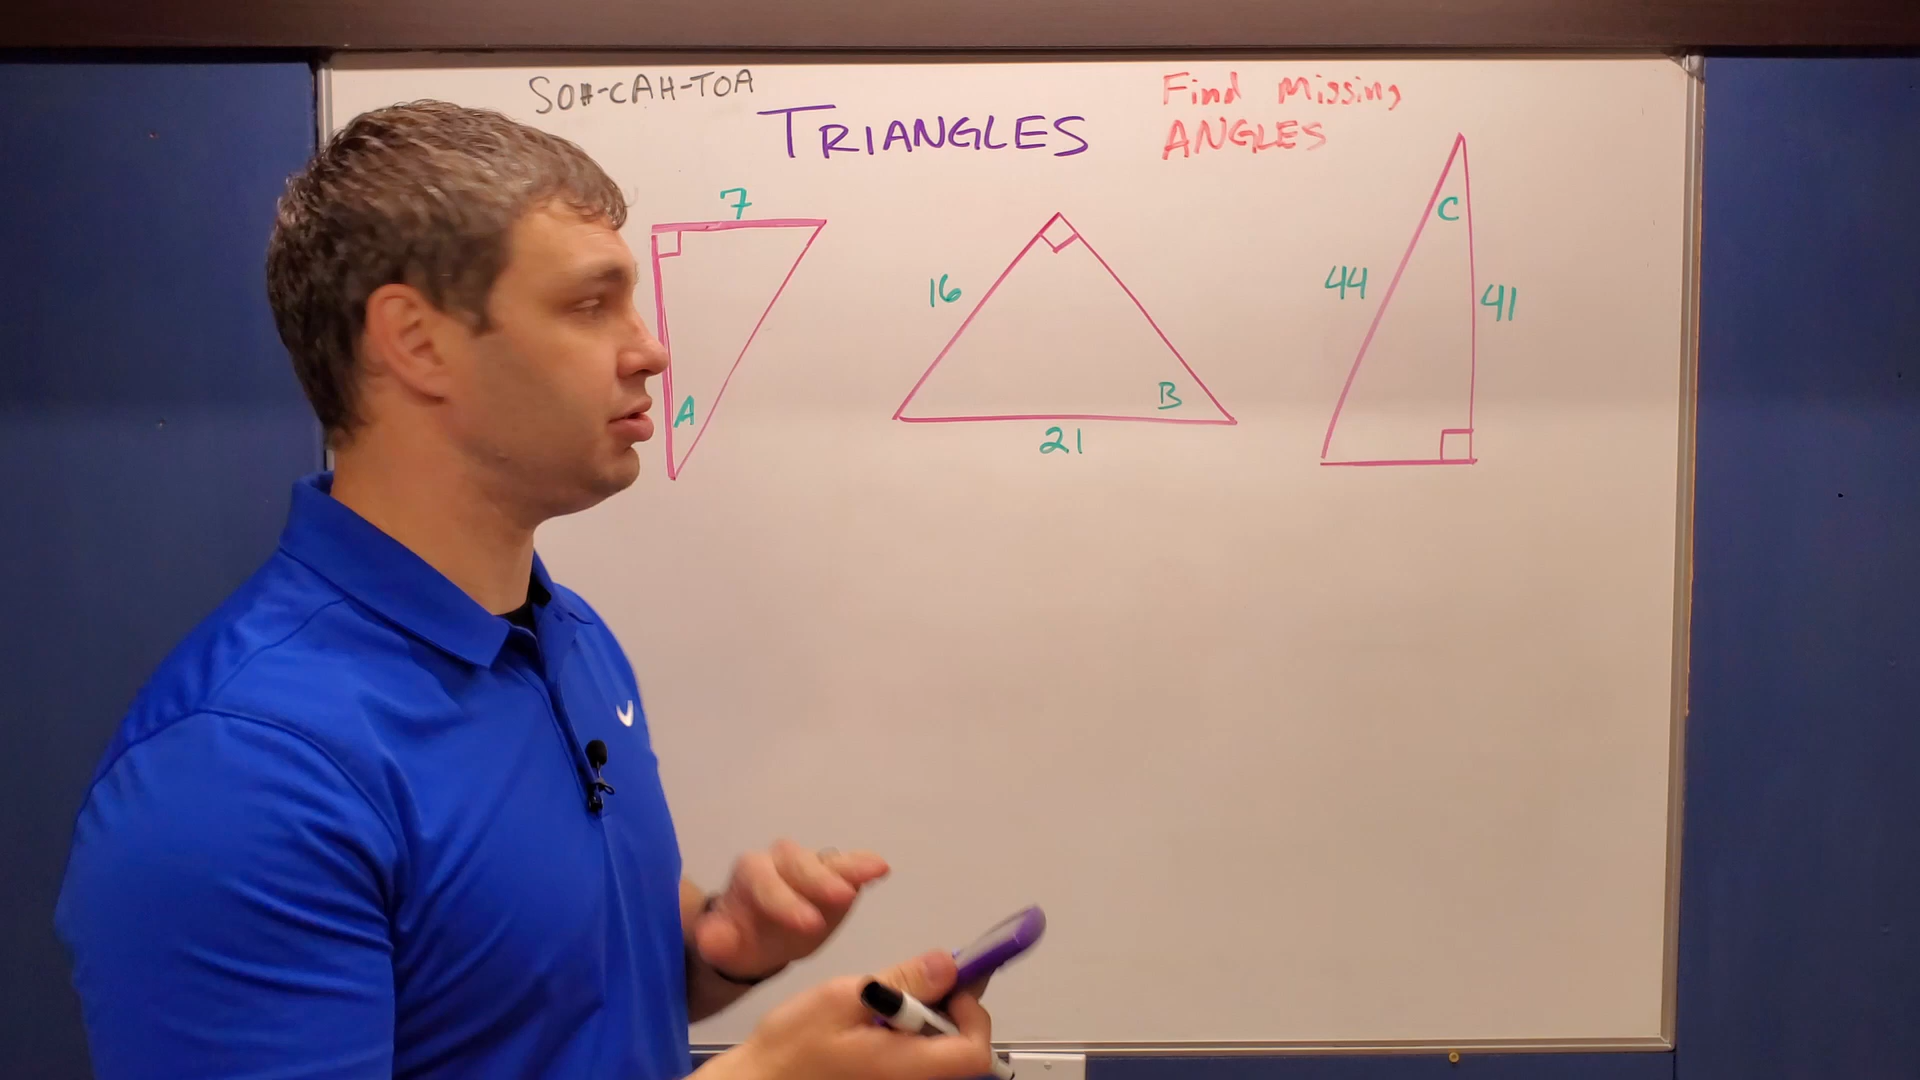 SOH-CAH-TOA
TRIANGLES
Find Missing
ANGLES
7
A
16
B
21
C
44
41